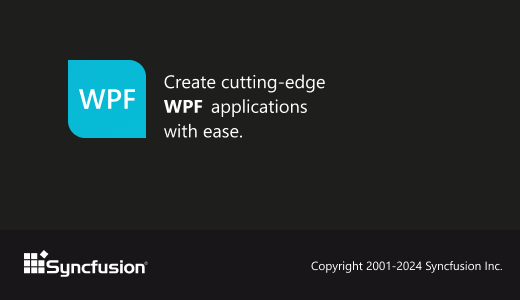 WPF
Create cutting-edge
WPF applications
with ease.
Syncfusion®
Copyright 2001-2024 Syncfusion Inc.